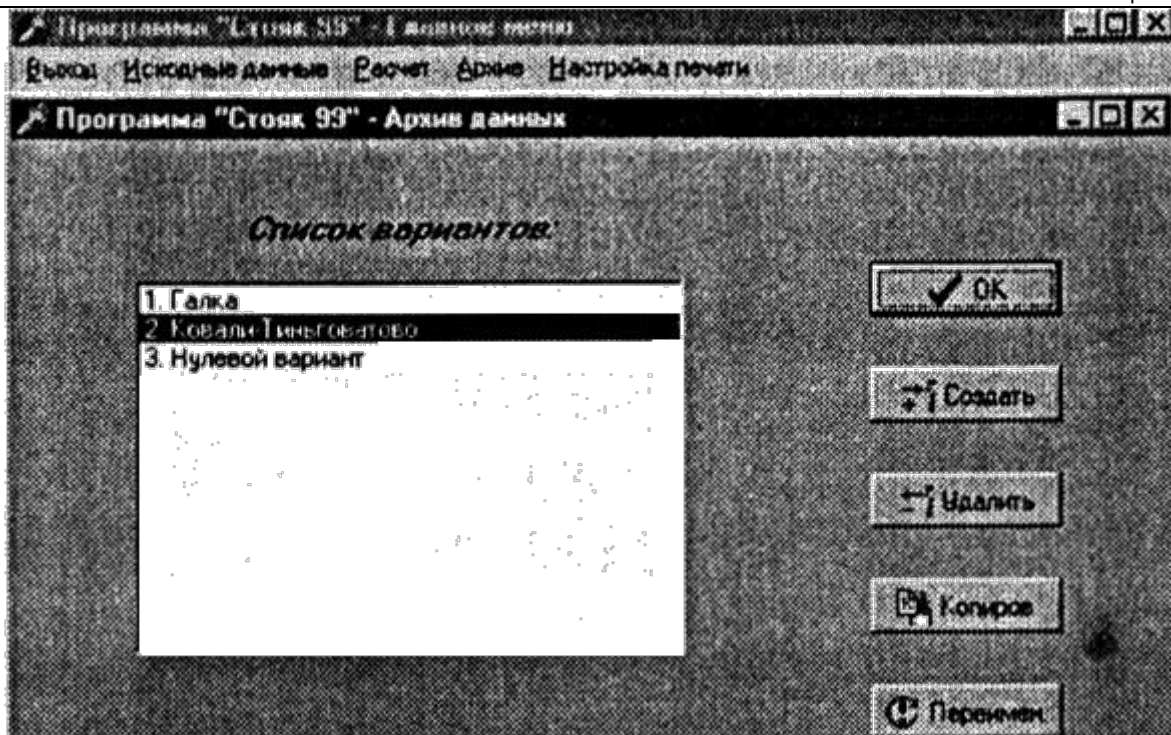 Программа "Стояк 99" - Главное меню
Выход Исходные данные Расчет Архив Настройка печати
Программа "Стояк 99" - Архив данных
Список вариантов:
1. Галка
2. Ковали-Тиньговатово
3. Нулевой вариант
OK
Создать
Удалить
Копиров
Переимен.